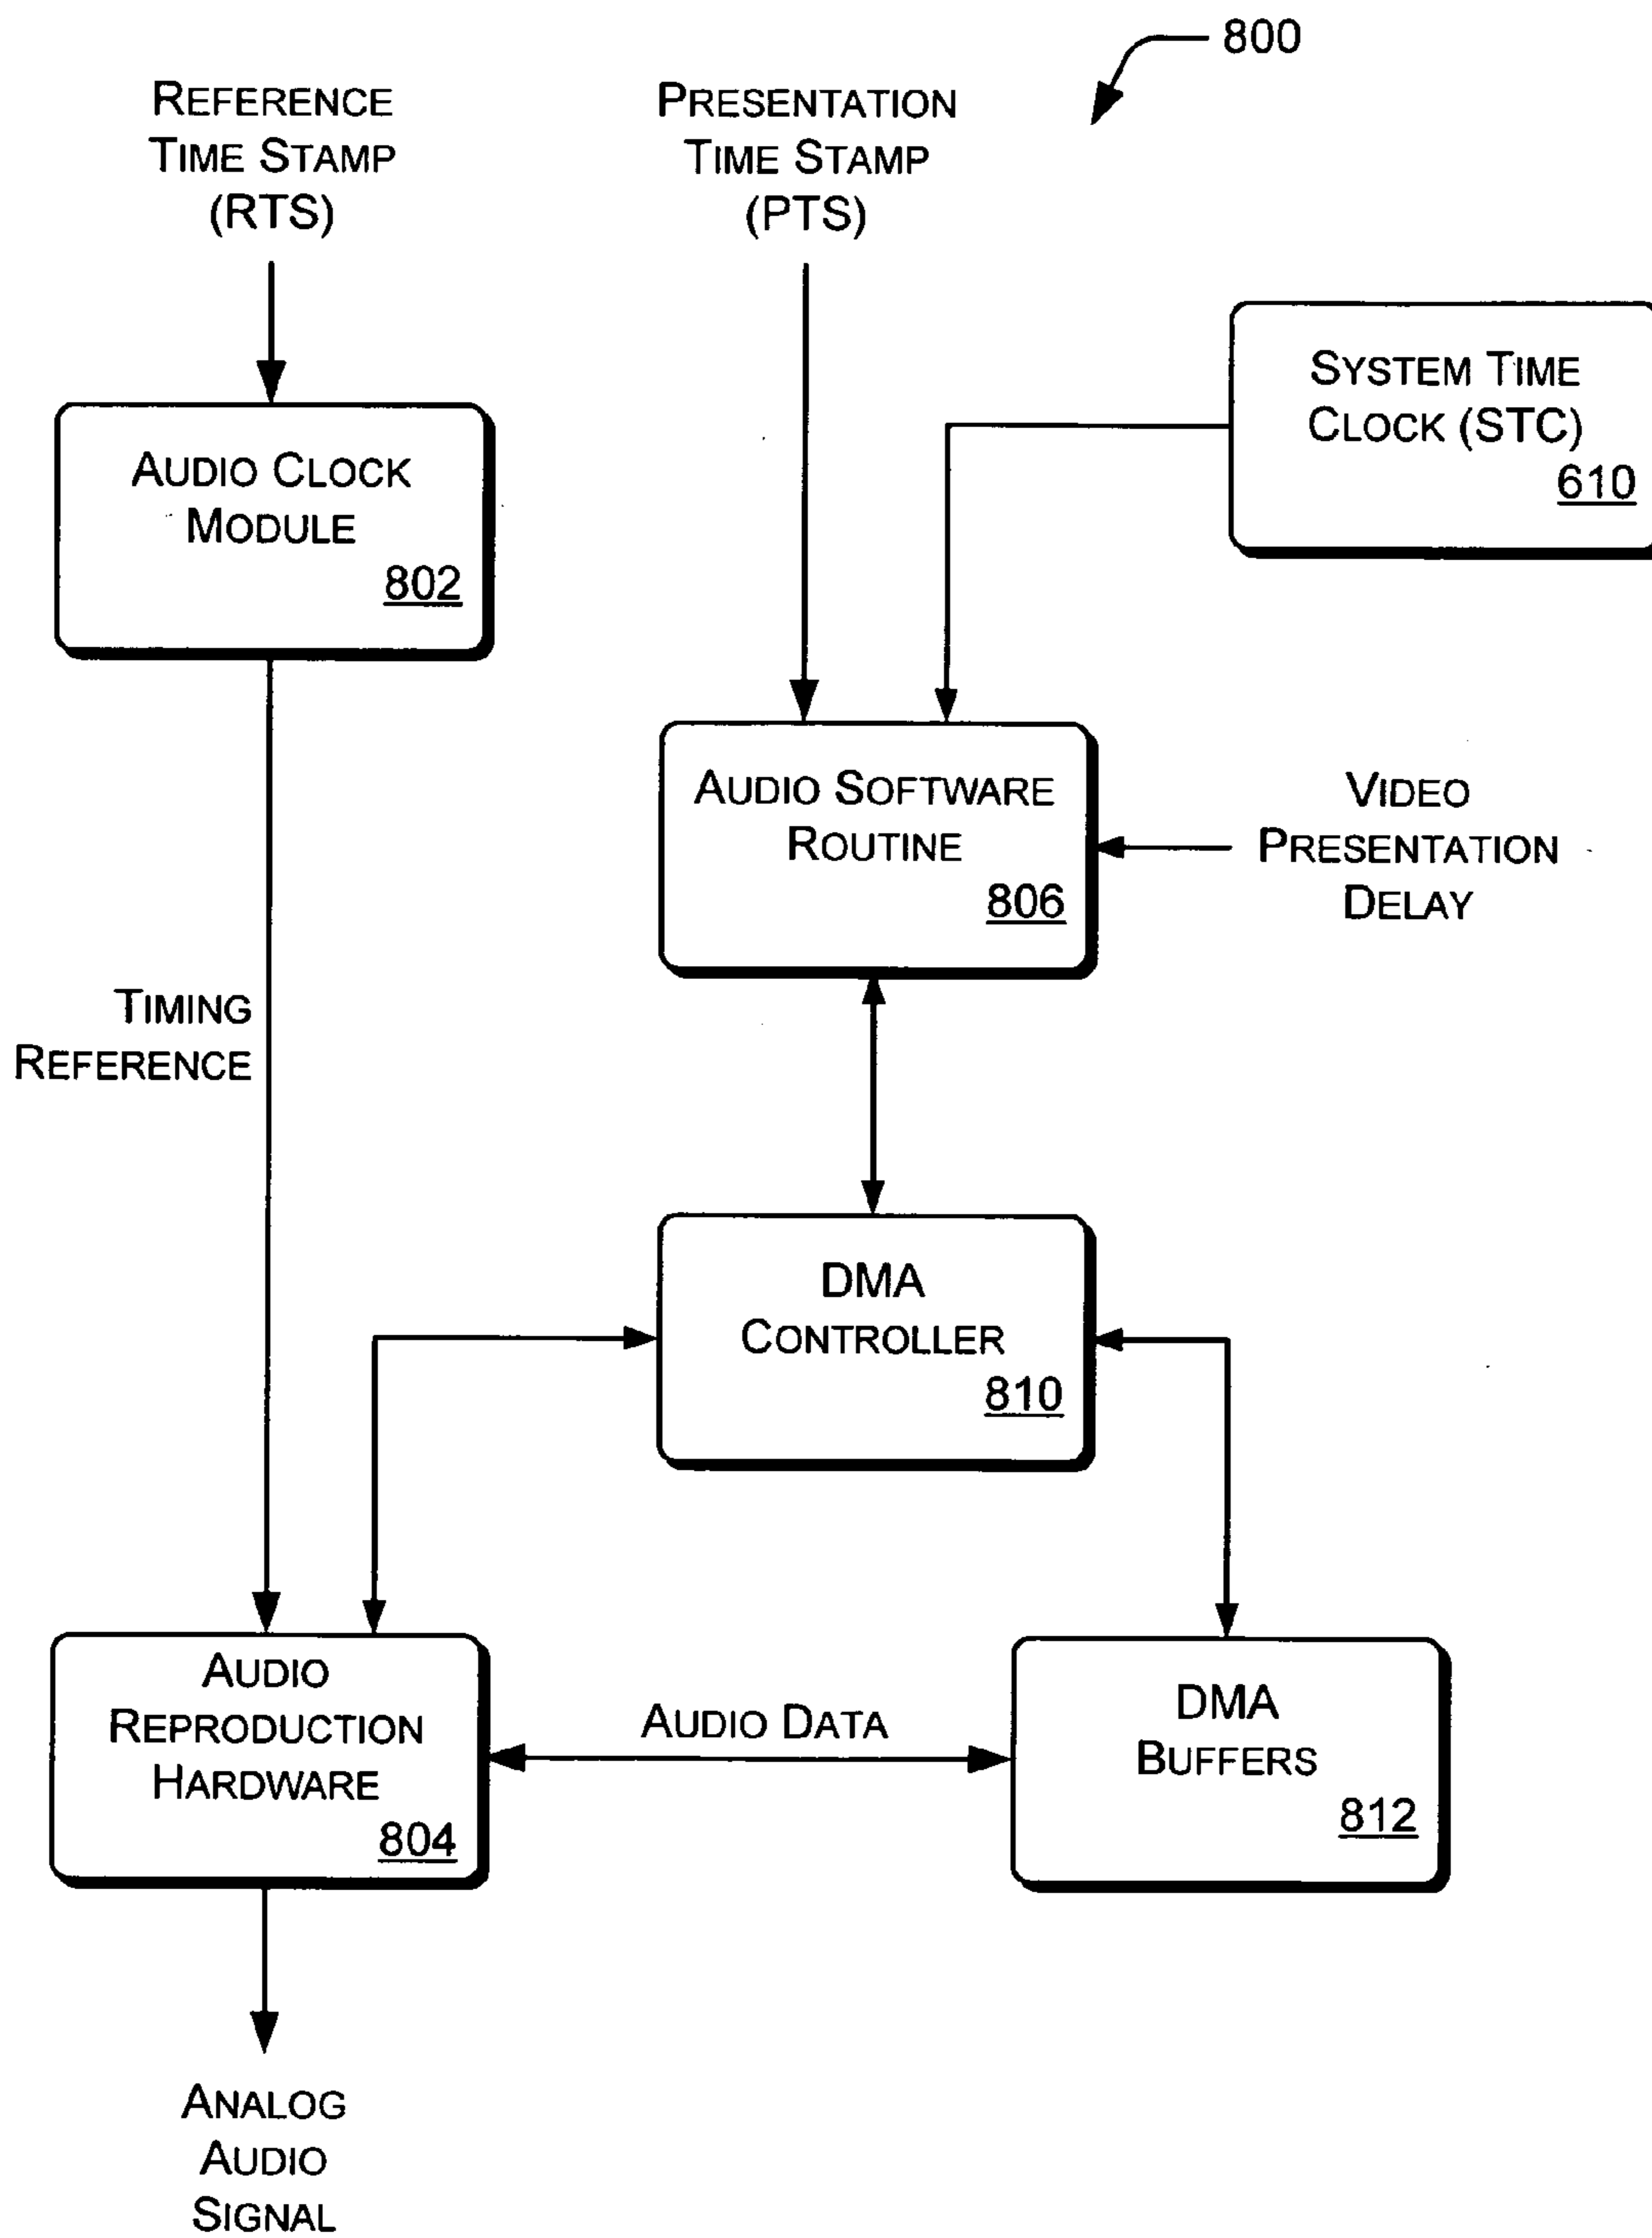 800
REFERENCE
TIME STAMP
(RTS)
PRESENTATION
TIME STAMP
(PTS)
SYSTEM TIME
CLOCK (STC)
610
AUDIO CLOCK
MODULE
802
AUDIO SOFTWARE
ROUTINE
806
VIDEO
PRESENTATION
DELAY
TIMING
REFERENCE
DMA
CONTROLLER
810
AUDIO
REPRODUCTION
HARDWARE
804
AUDIO DATA
DMA
BUFFERS
812
ANALOG
AUDIO
SIGNAL